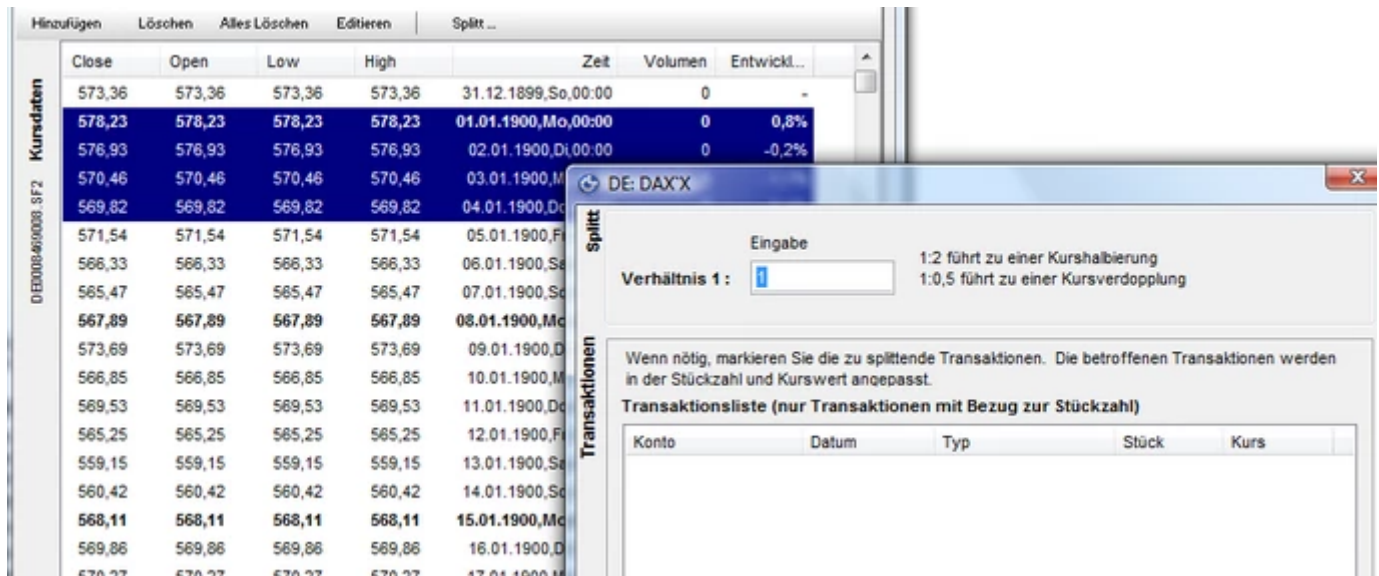 Hinzufügen Löschen Alles Löschen Editieren Splitt ...
Close Open Low High Zeit Volumen Entwickl...
573,36 573,36 573,36 573,36 31.12.1899,So,00:00 0 -
578,23 578,23 578,23 578,23 01.01.1900,Mo,00:00 0 0,8%
576,93 576,93 576,93 576,93 02.01.1900,Di,00:00 0 -0,2%
570,46 570,46 570,46 570,46 03.01.1900,M
569,82 569,82 569,82 569,82 04.01.1900,Do
571,54 571,54 571,54 571,54 05.01.1900,Fr
566,33 566,33 566,33 566,33 06.01.1900,Sa
565,47 565,47 565,47 565,47 07.01.1900,So
567,89 567,89 567,89 567,89 08.01.1900,Mo
573,69 573,69 573,69 573,69 09.01.1900,D
566,85 566,85 566,85 566,85 10.01.1900,M
569,53 569,53 569,53 569,53 11.01.1900,Do
565,25 565,25 565,25 565,25 12.01.1900,Fr
559,15 559,15 559,15 559,15 13.01.1900,Sa
560,42 560,42 560,42 560,42 14.01.1900,So
568,11 568,11 568,11 568,11 15.01.1900,Mo
569,86 569,86 569,86 569,86 16.01.1900,D
570,27 570,27 570,27 570,27 17.01.1900,M
Kursdaten
DE0008469008.SF2
DE: DAX'X
Splitt
Eingabe
Verhältnis 1 : 1
1:2 führt zu einer Kurshalbierung
1:0,5 führt zu einer Kursverdopplung
Transaktionen
Wenn nötig, markieren Sie die zu splittende Transaktionen. Die betroffenen Transaktionen werden
in der Stückzahl und Kurswert angepasst.
Transaktionsliste (nur Transaktionen mit Bezug zur Stückzahl)
Konto Datum Typ Stück Kurs